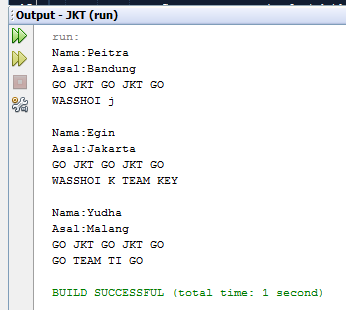 Output - JKT (run)
run:
Nama:Peitra
Asal:Bandung
GO JKT GO JKT GO
WASSHOI j
Nama:Egin
Asal:Jakarta
GO JKT GO JKT GO
WASSHOI K TEAM KEY
Nama:Yudha
Asal:Malang
GO JKT GO JKT GO
GO TEAM TI GO
BUILD SUCCESSFUL (total time: 1 second)